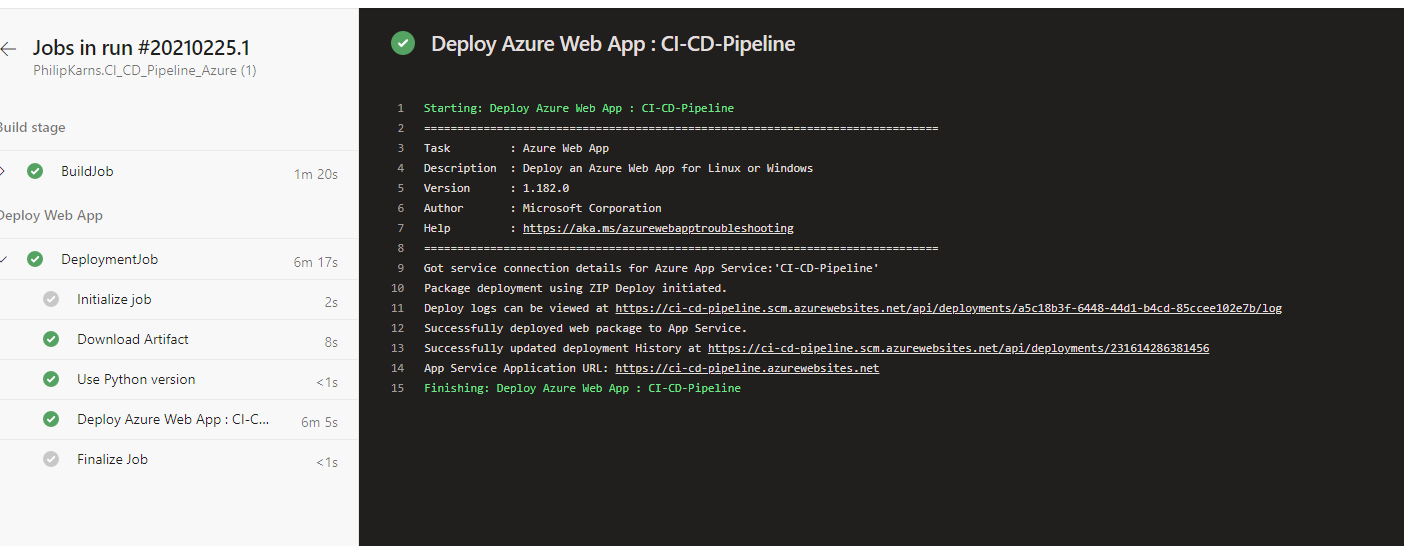 Jobs in run #20210225.1
PhilipKarns.CI_CD_Pipeline_Azure (1)
Build stage
BuildJob 1m 20s
Deploy Web App
DeploymentJob 6m 17s
Initialize job 2s
Download Artifact 8s
Use Python version <1s
Deploy Azure Web App : CI-C... 6m 5s
Finalize Job <1s
Deploy Azure Web App : CI-CD-Pipeline
1 Starting: Deploy Azure Web App : CI-CD-Pipeline
2 ==============================================================================
3 Task : Azure Web App
4 Description : Deploy an Azure Web App for Linux or Windows
5 Version : 1.182.0
6 Author : Microsoft Corporation
7 Help : https://aka.ms/azurewebapptroubleshooting
8 ==============================================================================
9 Got service connection details for Azure App Service:'CI-CD-Pipeline'
10 Package deployment using ZIP Deploy initiated.
11 Deploy logs can be viewed at https://ci-cd-pipeline.scm.azurewebsites.net/api/deployments/a5c18b3f-6448-44d1-b4cd-85ccee102e7b/log
12 Successfully deployed web package to App Service.
13 Successfully updated deployment History at https://ci-cd-pipeline.scm.azurewebsites.net/api/deployments/231614286381456
14 App Service Application URL: https://ci-cd-pipeline.azurewebsites.net
15 Finishing: Deploy Azure Web App : CI-CD-Pipeline